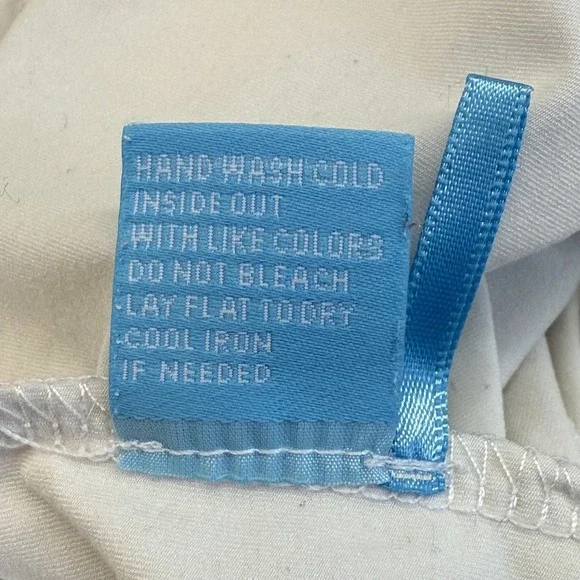 HAND WASH COLD
INSIDE OUT
WITH LIKE COLORS
DO NOT BLEACH
LAY FLAT TO DRY
COOL IRON
IF NEEDED